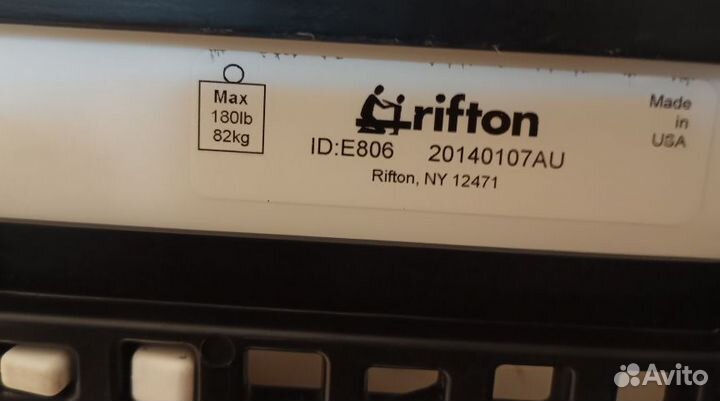 Max
180lb
82kg
rifton
ID:E806 20140107AU
Rifton, NY 12471
Made
in
USA
Avito